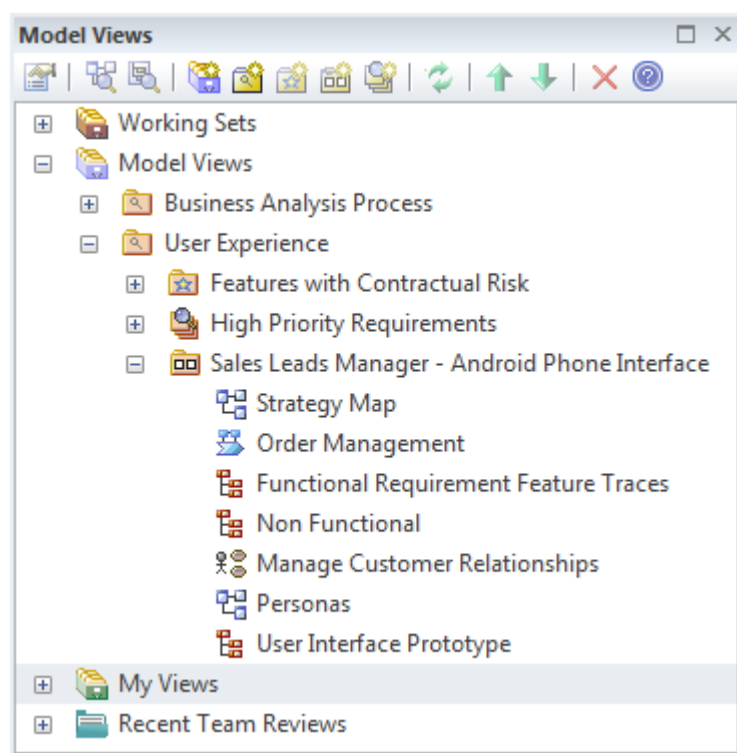 Model Views
Working Sets
Model Views
Business Analysis Process
User Experience
Features with Contractual Risk
High Priority Requirements
Sales Leads Manager - Android Phone Interface
Strategy Map
Order Management
Functional Requirement Feature Traces
Non Functional
Manage Customer Relationships
Personas
User Interface Prototype
My Views
Recent Team Reviews